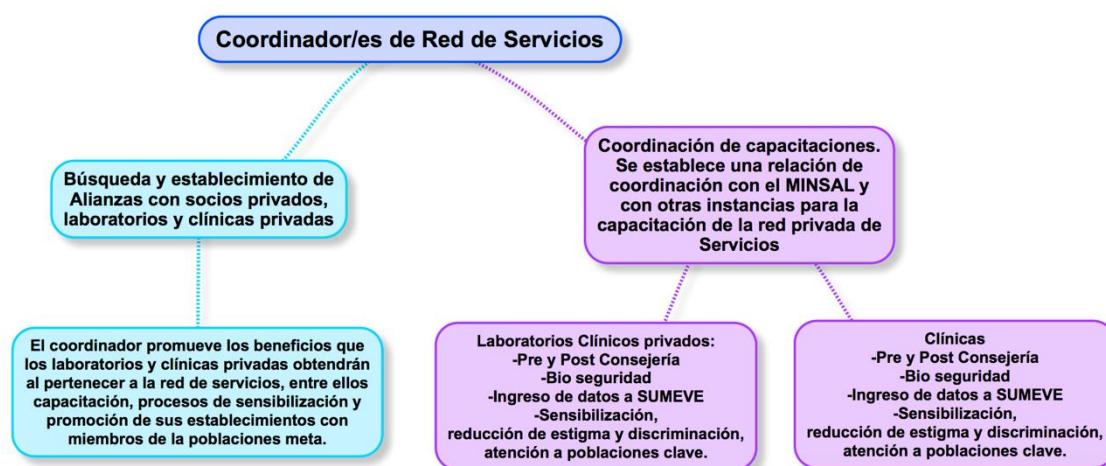 Coordinador/es de Red de Servicios
Búsqueda y establecimiento de
Alianzas con socios privados,
laboratorios y clínicas privadas
Coordinación de capacitaciones.
Se establece una relación de
coordinación con el MINSAL y
con otras instancias para la
capacitación de la red privada de
Servicios
El coordinador promueve los beneficios que
los laboratorios y clínicas privadas obtendrán
al pertenecer a la red de servicios, entre ellos
capacitación, procesos de sensibilización y
promoción de sus establecimientos con
miembros de la poblaciones meta.
Laboratorios Clínicos privados:
-Pre y Post Consejería
-Bio seguridad
-Ingreso de datos a SUMEVE
-Sensibilización,
reducción de estigma y discriminación,
atención a poblaciones clave.
Clínicas
-Pre y Post Consejería
-Bio seguridad
-Ingreso de datos a SUMEVE
-Sensibilización,
reducción de estigma y discriminación,
atención a poblaciones clave.